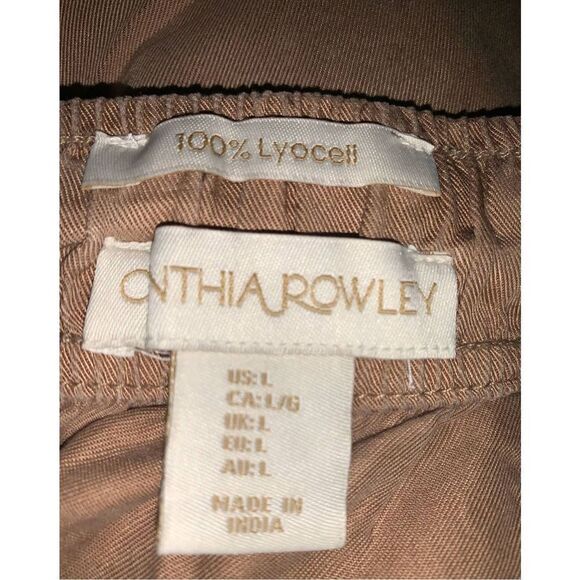 100% Lyocell
CYNTHIA ROWLEY
US: L
CA: L/G
UK: L
EU: L
AU: L
MADE IN
INDIA